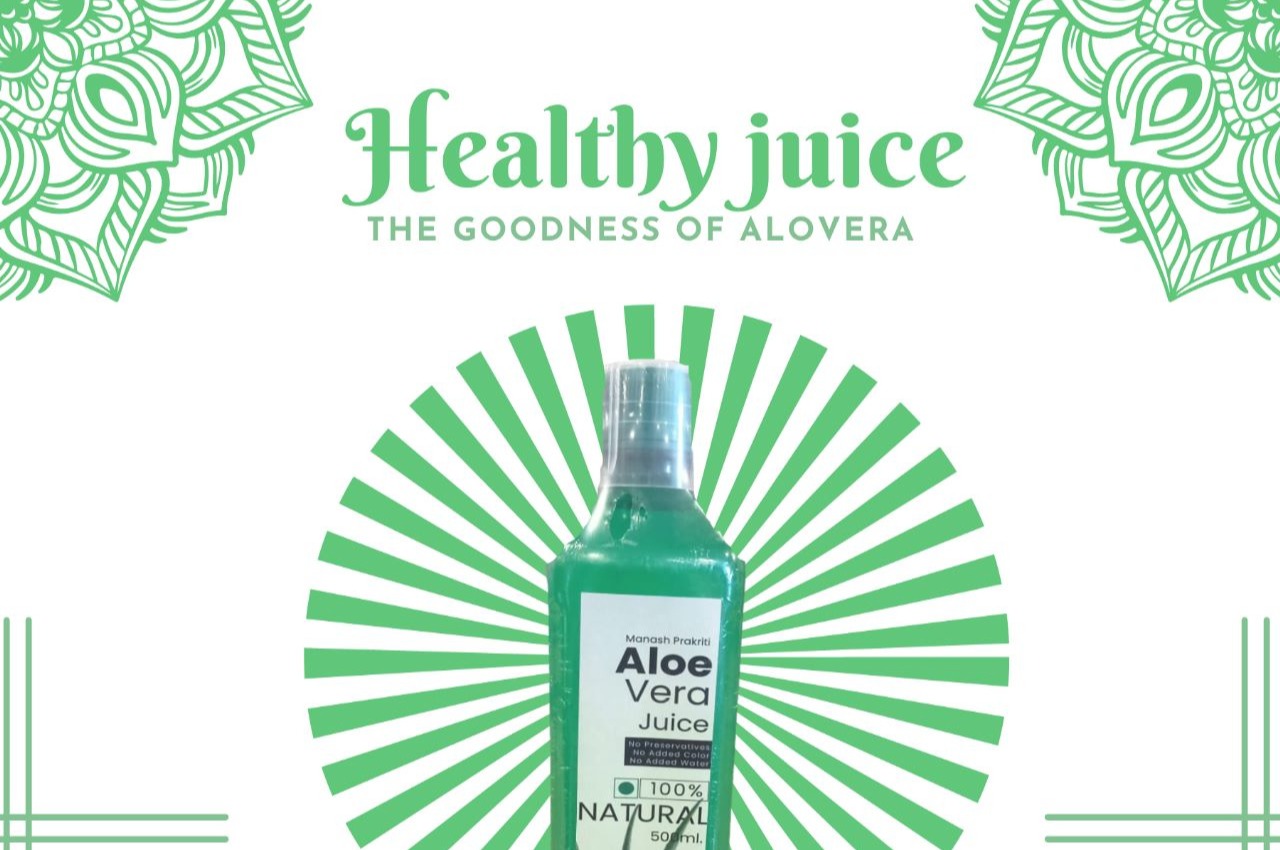 Healthy juice
THE GOODNESS OF ALOVERA
Manash Prakriti
Aloe
Vera
Juice
No Preservatives
No Added Color
No Added Water
100%
NATURAL
500ml.